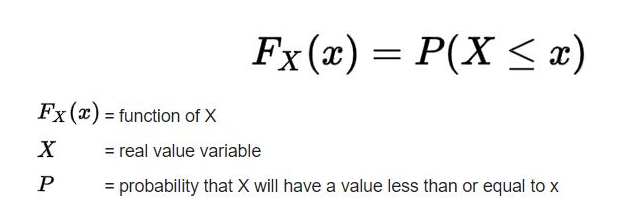 F_X(x) = P(X ≤ x)
F_X(x) = function of X
X = real value variable
P = probability that X will have a value less than or equal to x